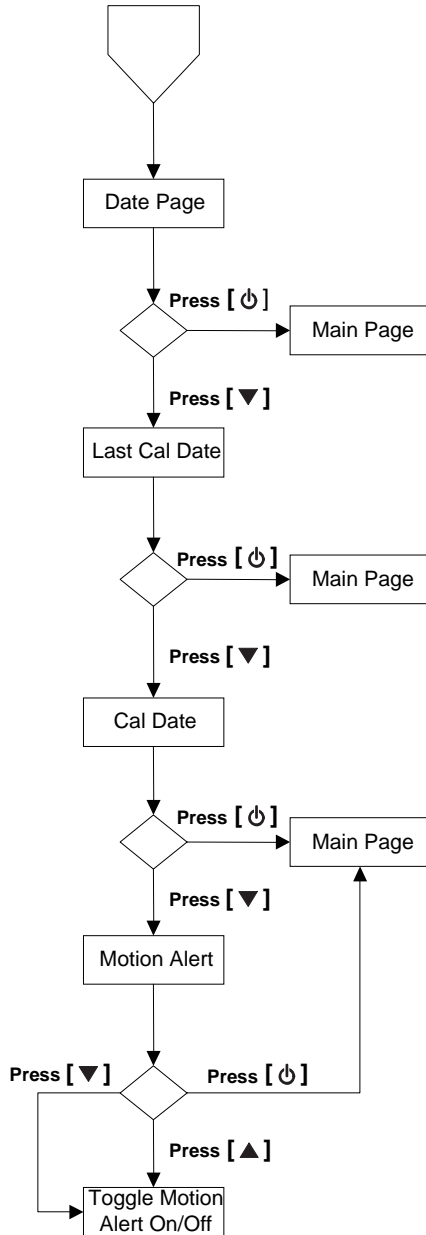 Date Page
Press [⏻]
Main Page
Press [▼]
Last Cal Date
Press [⏻]
Main Page
Press [▼]
Cal Date
Press [⏻]
Main Page
Press [▼]
Motion Alert
Press [▼]
Press [⏻]
Press [▲]
Toggle Motion
Alert On/Off